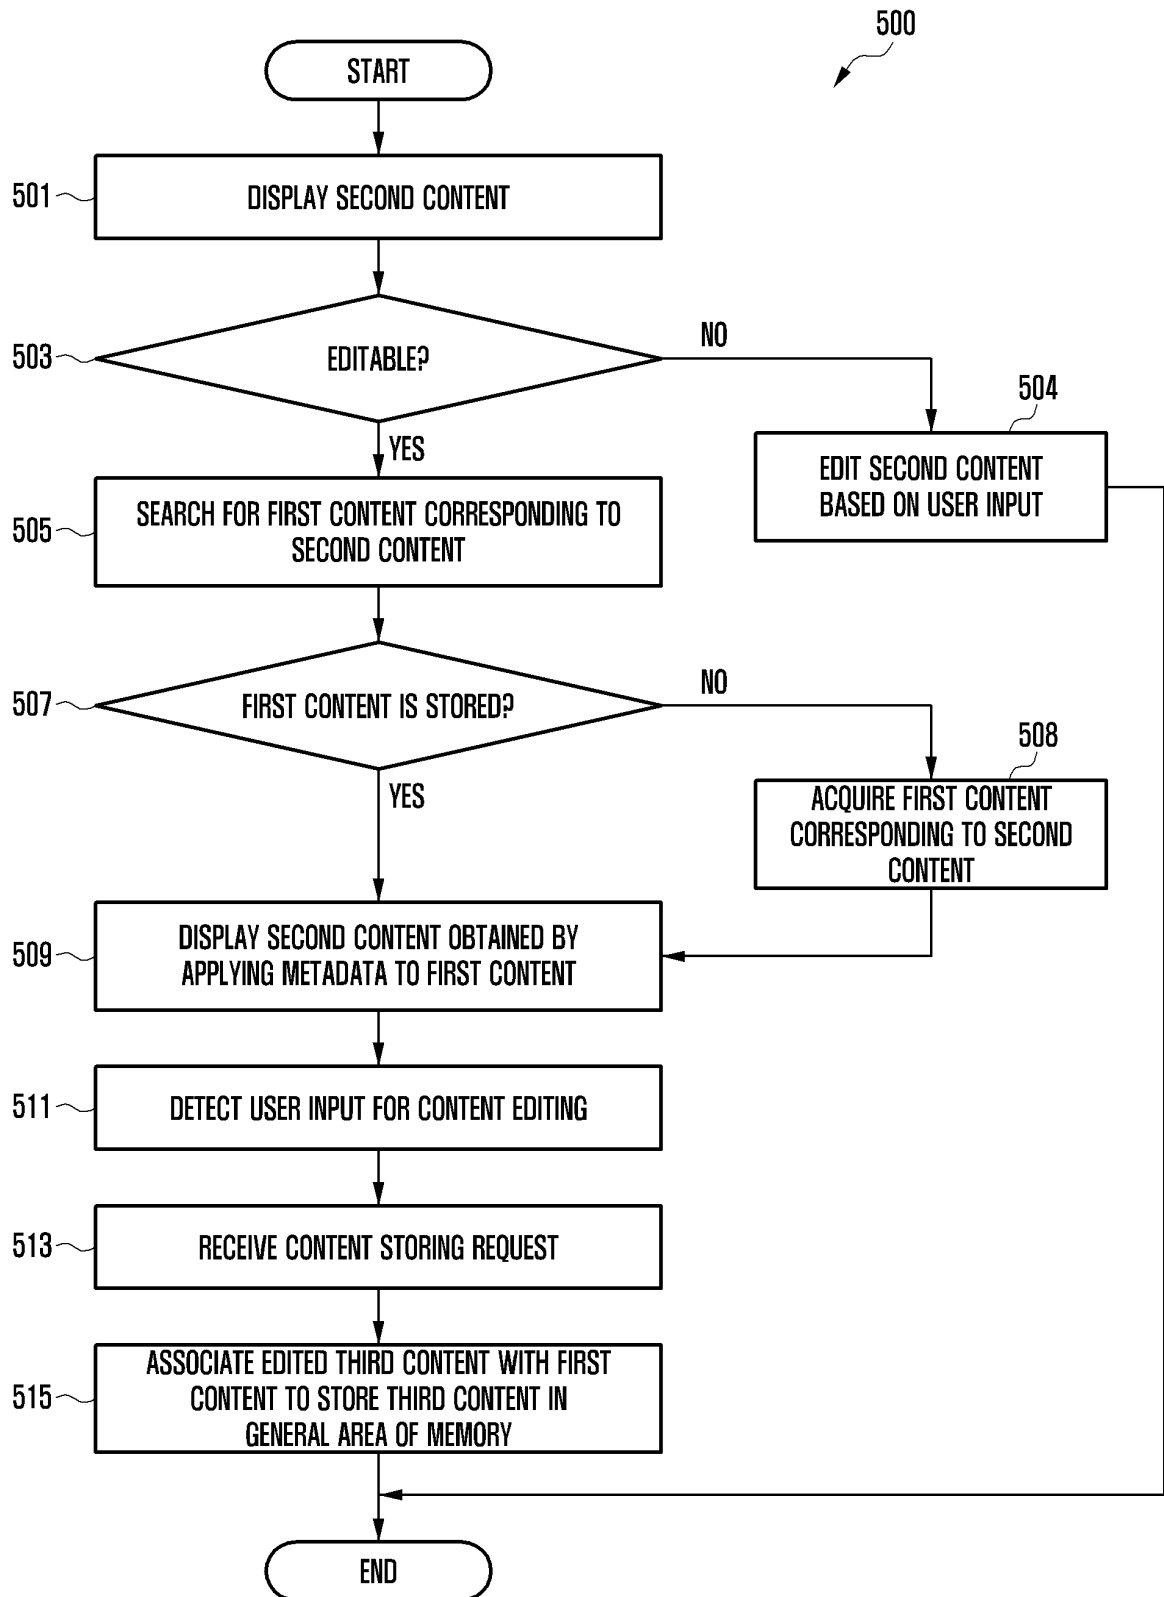 500
START
501
DISPLAY SECOND CONTENT
503
EDITABLE?
NO
YES
504
EDIT SECOND CONTENT
BASED ON USER INPUT
505
SEARCH FOR FIRST CONTENT CORRESPONDING TO
SECOND CONTENT
507
FIRST CONTENT IS STORED?
NO
YES
508
ACQUIRE FIRST CONTENT
CORRESPONDING TO SECOND
CONTENT
509
DISPLAY SECOND CONTENT OBTAINED BY
APPLYING METADATA TO FIRST CONTENT
511
DETECT USER INPUT FOR CONTENT EDITING
513
RECEIVE CONTENT STORING REQUEST
515
ASSOCIATE EDITED THIRD CONTENT WITH FIRST
CONTENT TO STORE THIRD CONTENT IN
GENERAL AREA OF MEMORY
END